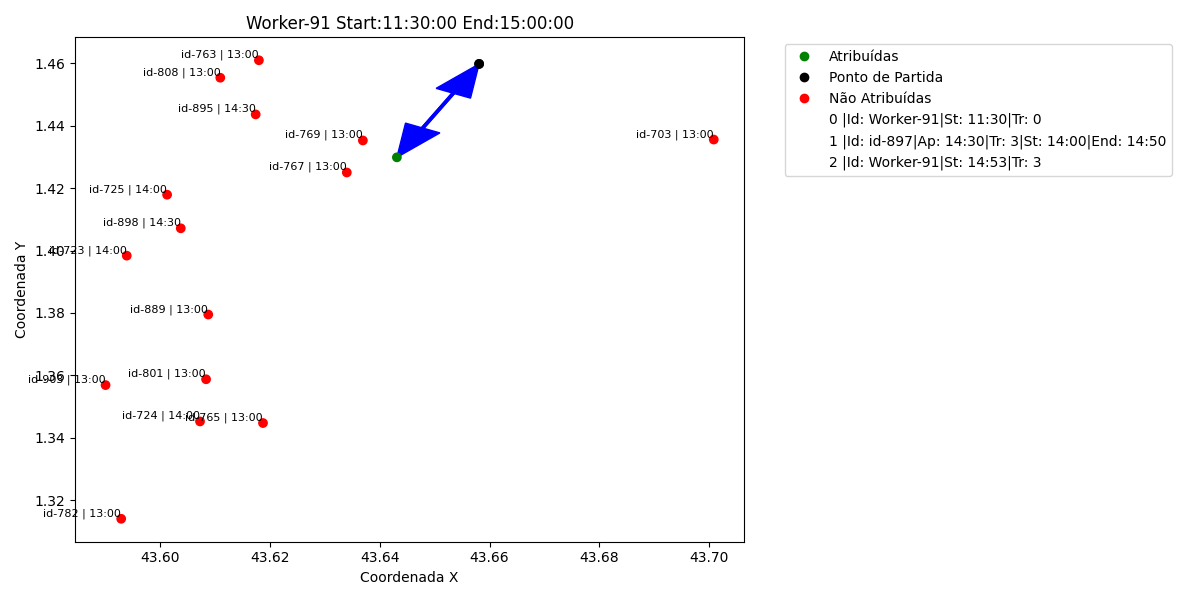 Worker-91 Start:11:30:00 End:15:00:00
Coordenada Y
1.46
1.44
1.42
1.40
1.38
1.36
1.34
1.32
id-763 | 13:00
id-808 | 13:00
id-895 | 14:30
id-769 | 13:00
id-703 | 13:00
id-767 | 13:00
id-725 | 14:00
id-898 | 14:30
id-723 | 14:00
id-889 | 13:00
id-801 | 13:00
| 13:00
id-724 | 14:00
id-765 | 13:00
id-782 | 13:00
43.60
43.62
43.64
43.66
43.68
43.70
Coordenada X
Atribuídas
Ponto de Partida
Não Atribuídas
0 |Id: Worker-91|St: 11:30|Tr: 0
1 |Id: id-897|Ap: 14:30|Tr: 3|St: 14:00|End: 14:50
2 |Id: Worker-91|St: 14:53|Tr: 3